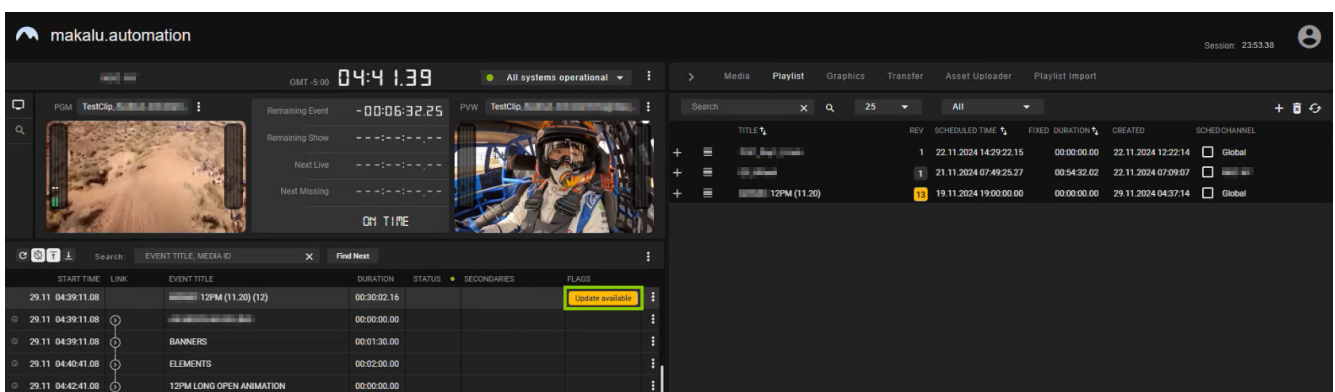 makalu.automation
Session: 23:53.38
GMT -5:00 04:41.39
All systems operational
Media Playlist Graphics Transfer Asset Uploader Playlist Import
PGM TestClip,
Remaining Event -00:06:32.25
PVW TestClip,
Search 25 All
Remaining Show ---:--:--.--
Next Live ---:--:--.--
Next Missing ---:--:--.--
ON TIME
TITLE REV SCHEDULED TIME FIXED DURATION CREATED SCHED CHANNEL
1 22.11.2024 14:29:22.15 00:00:00.00 22.11.2024 12:22:14 Global
1 21.11.2024 07:49:25.27 00:54:32.02 22.11.2024 07:09:07
12PM (11.20) 13 19.11.2024 19:00:00.00 00:00:00.00 29.11.2024 04:37:14 Global
Search: EVENT TITLE, MEDIA ID Find Next
START TIME LINK EVENT TITLE DURATION STATUS SECONDARIES FLAGS
29.11 04:39:11.08 12PM (11.20) (12) 00:30:02.16 Update available
29.11 04:39:11.08 00:00:00.00
29.11 04:39:11.08 BANNERS 00:01:30.00
29.11 04:40:41.08 ELEMENTS 00:02:00.00
29.11 04:42:41.08 12PM LONG OPEN ANIMATION 00:00:00.00